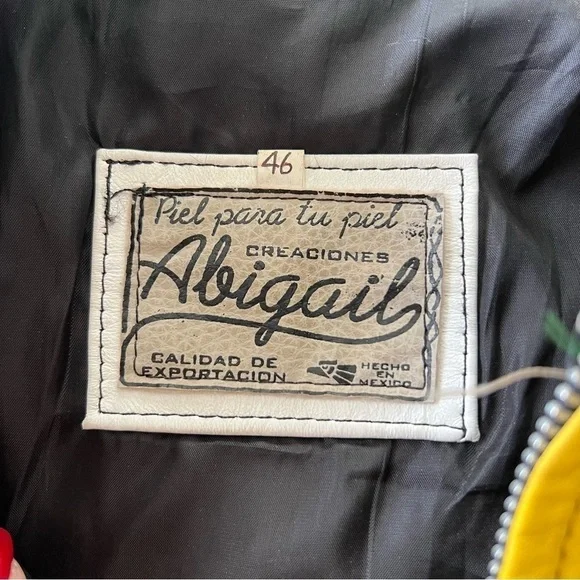 46
Piel para tu piel
CREACIONES
Abigail
CALIDAD DE
EXPORTACION
HECHO
EN
MEXICO